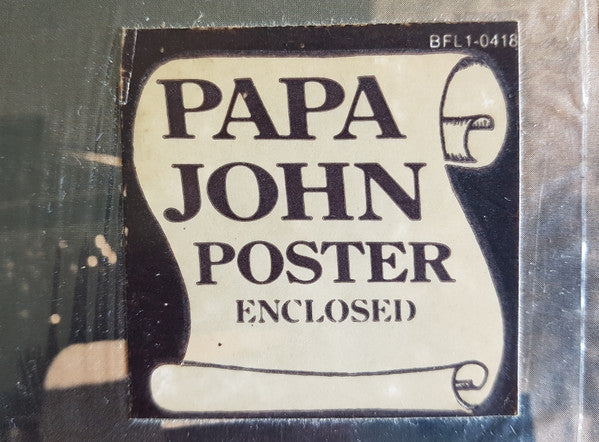 BFL1-0418
PAPA
JOHN
POSTER
ENCLOSED